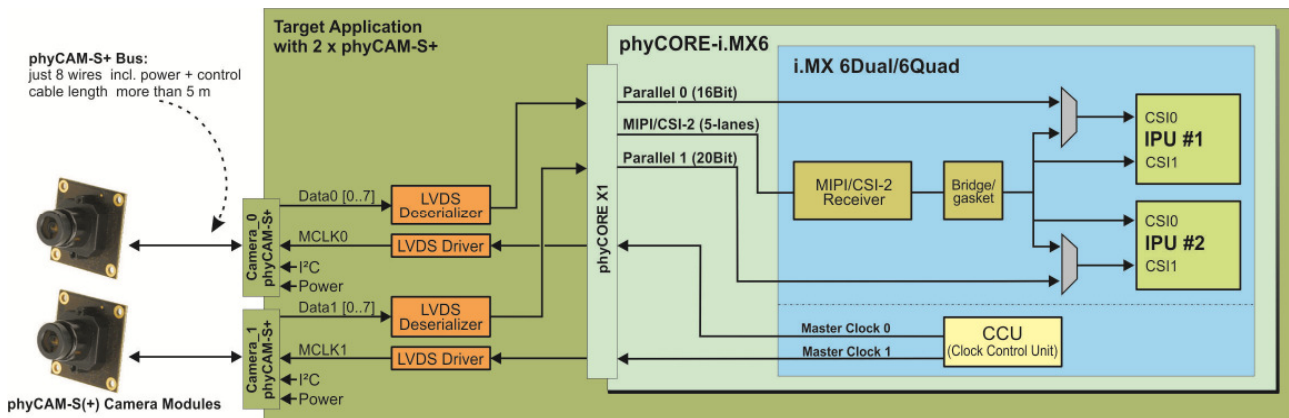 Target Application
with 2 x phyCAM-S+
phyCAM-S+ Bus:
just 8 wires incl. power + control
cable length more than 5 m
phyCORE-i.MX6
i.MX 6Dual/6Quad
Parallel 0 (16Bit)
MIPI/CSI-2 (5-lanes)
Parallel 1 (20Bit)
phyCORE X1
CSI0
IPU #1
CSI1
MIPI/CSI-2
Receiver
Bridge/
gasket
CSI0
IPU #2
CSI1
Camera_0
phyCAM-S+
Data0 [0..7]
LVDS
Deserializer
MCLK0
LVDS Driver
I²C
Power
Camera_1
phyCAM-S+
Data1 [0..7]
LVDS
Deserializer
MCLK1
LVDS Driver
I²C
Power
Master Clock 0
Master Clock 1
CCU
(Clock Control Unit)
phyCAM-S(+) Camera Modules